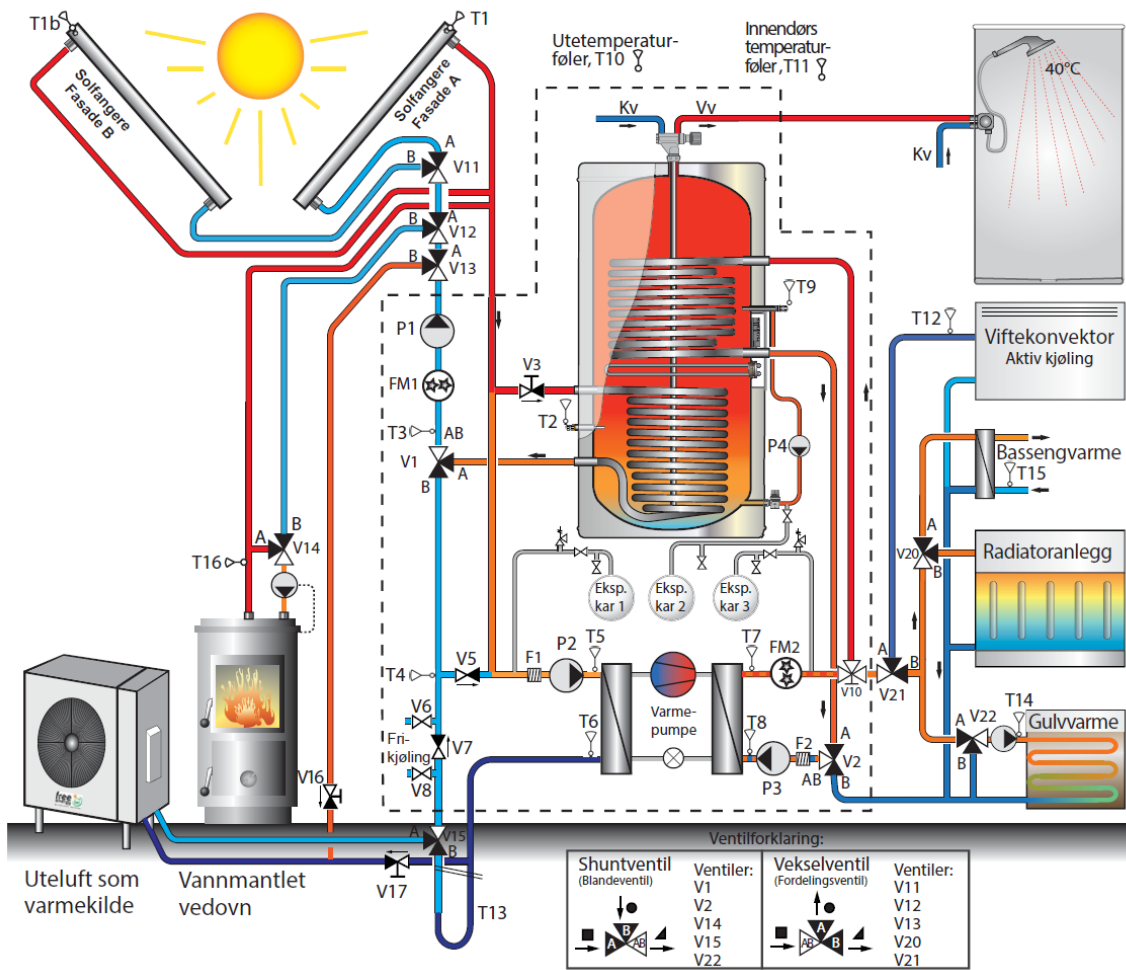 T1b
T1
Solfangere
Fasade B
Solfangere
Fasade A
Utetemperatur-
føler, T10
Innendørs
temperatur-
føler ,T11
Kv
Vv
40°C
Kv
A
B
V11
A
B
V12
A
B
V13
P1
FM1
T3
AB
V1
A
B
V3
T2
T9
P4
T12
Viftekonvektor
Aktiv kjøling
Bassengvarme
T15
A
V20
B
Radiatoranlegg
B
A
V14
T16
Eksp.
kar 1
Eksp.
kar 2
Eksp.
kar 3
T4
V5
F1
P2
T5
T7
FM2
V10
A
B
V21
V6
Fri-
kjøling
V7
V8
T6
Varme-
pumpe
T8
F2
P3
A
V2
AB
B
A
V22
B
T14
Gulvvarme
V16
free
A
V15
B
V17
T13
Uteluft som
varmekilde
Vannmantlet
vedovn
Ventilforklaring:
Shuntventil
(Blandeventil)
Ventiler:
V1
V2
V14
V15
V22
B
A
AB
Vekselventil
(Fordelingsventil)
Ventiler:
V11
V12
V13
V20
V21
A
AB
B